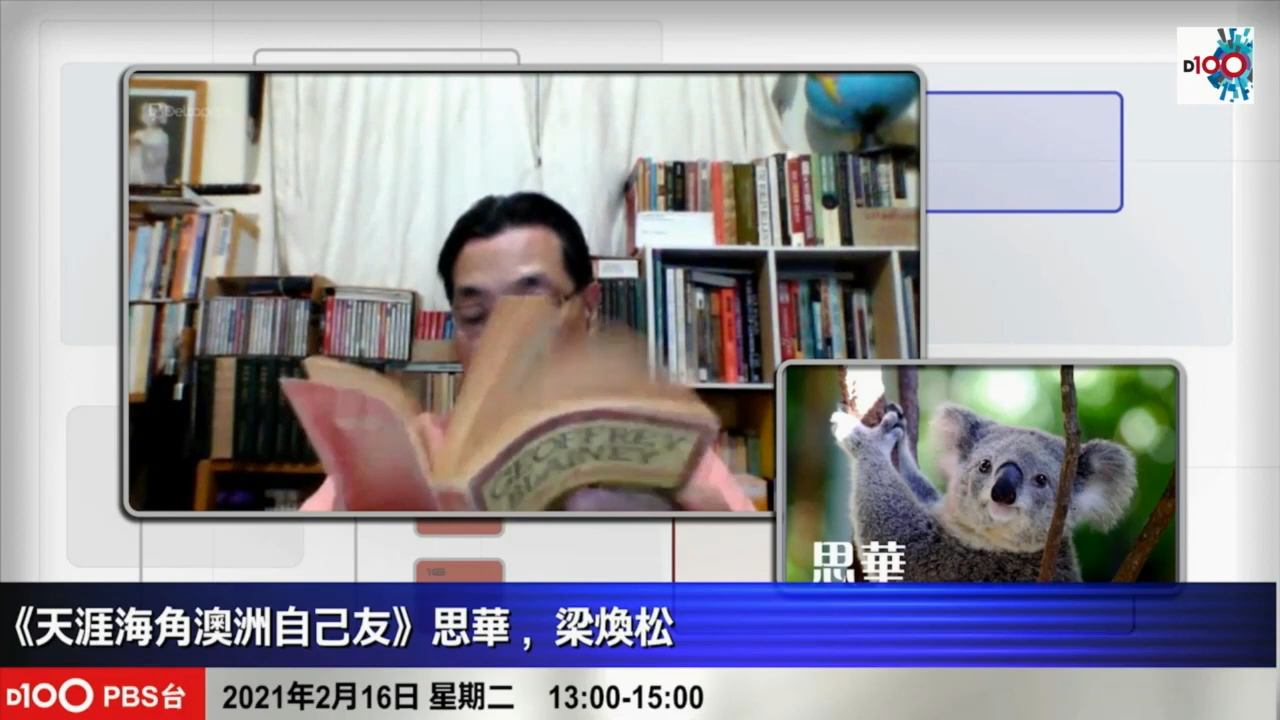 D100
GEOFFREY
BLAINEY
思華
《天涯海角澳洲自己友》思華，梁煥松
D100 PBS台
2021年2月16日 星期二 13:00-15:00